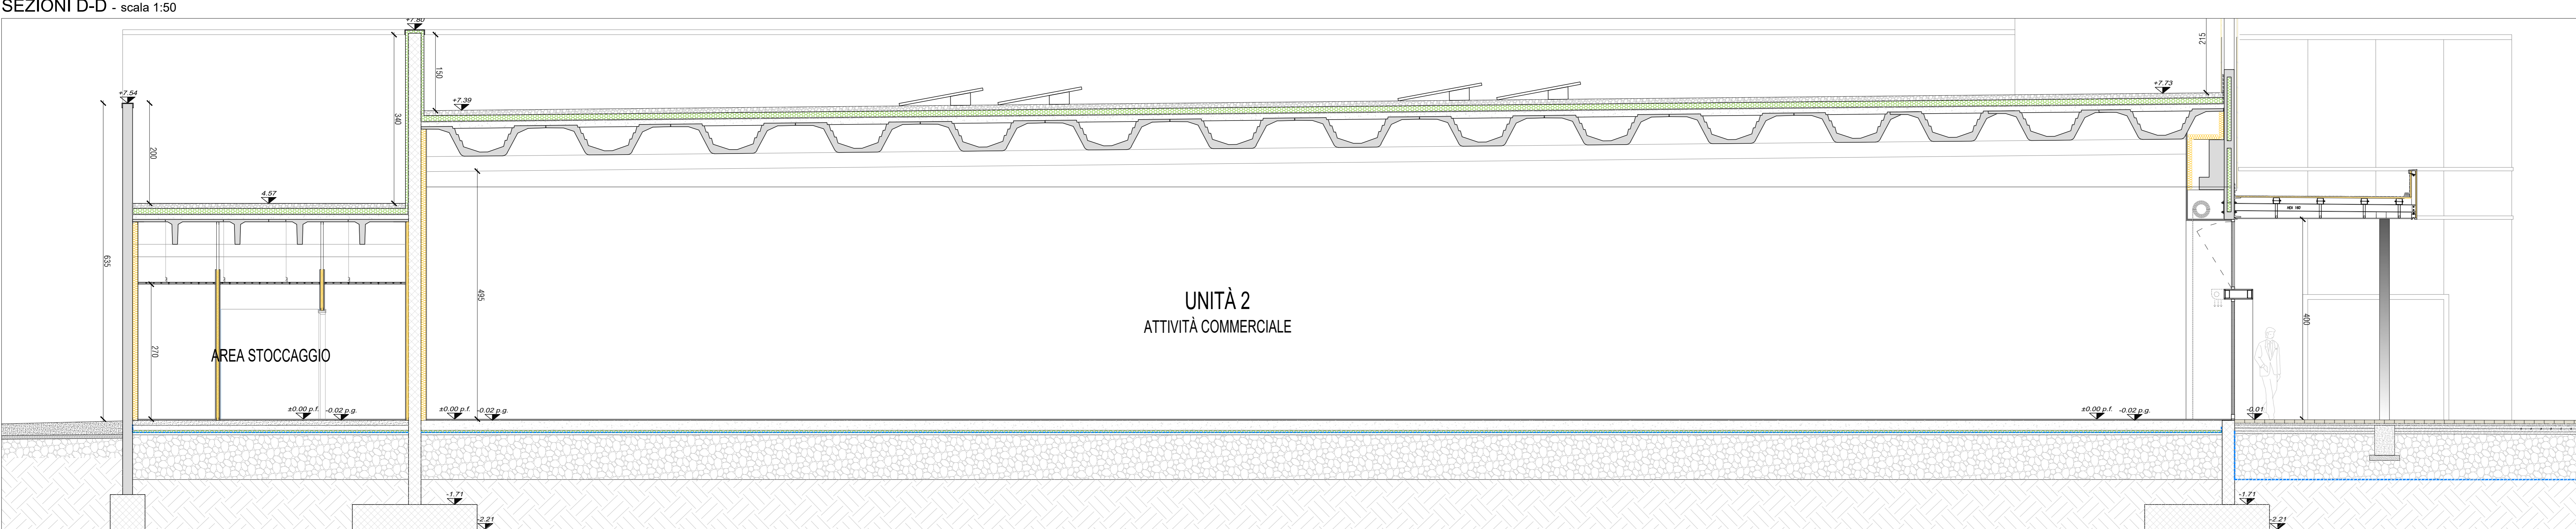 SEZIONI D-D - scala 1:50
+7.80
215
150
+7.39
+7.73
+7.54
340
200
4.57
HEA 180
635
495
UNITÀ 2
ATTIVITÀ COMMERCIALE
400
270
AREA STOCCAGGIO
±0.00 p.f.
-0.02 p.g.
±0.00 p.f.
-0.02 p.g.
±0.00 p.f.
-0.02 p.g.
-0.01
-1.71
-2.21
-1.71
-2.21